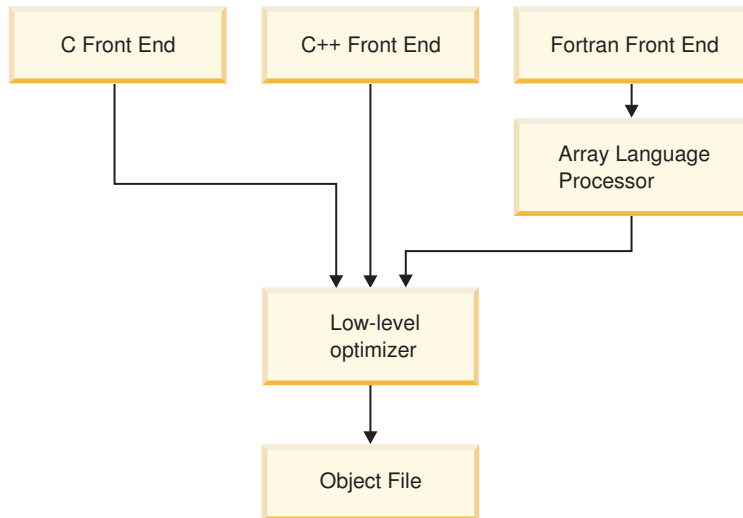 C Front End
C++ Front End
Fortran Front End
Array Language
Processor
Low-level
optimizer
Object File